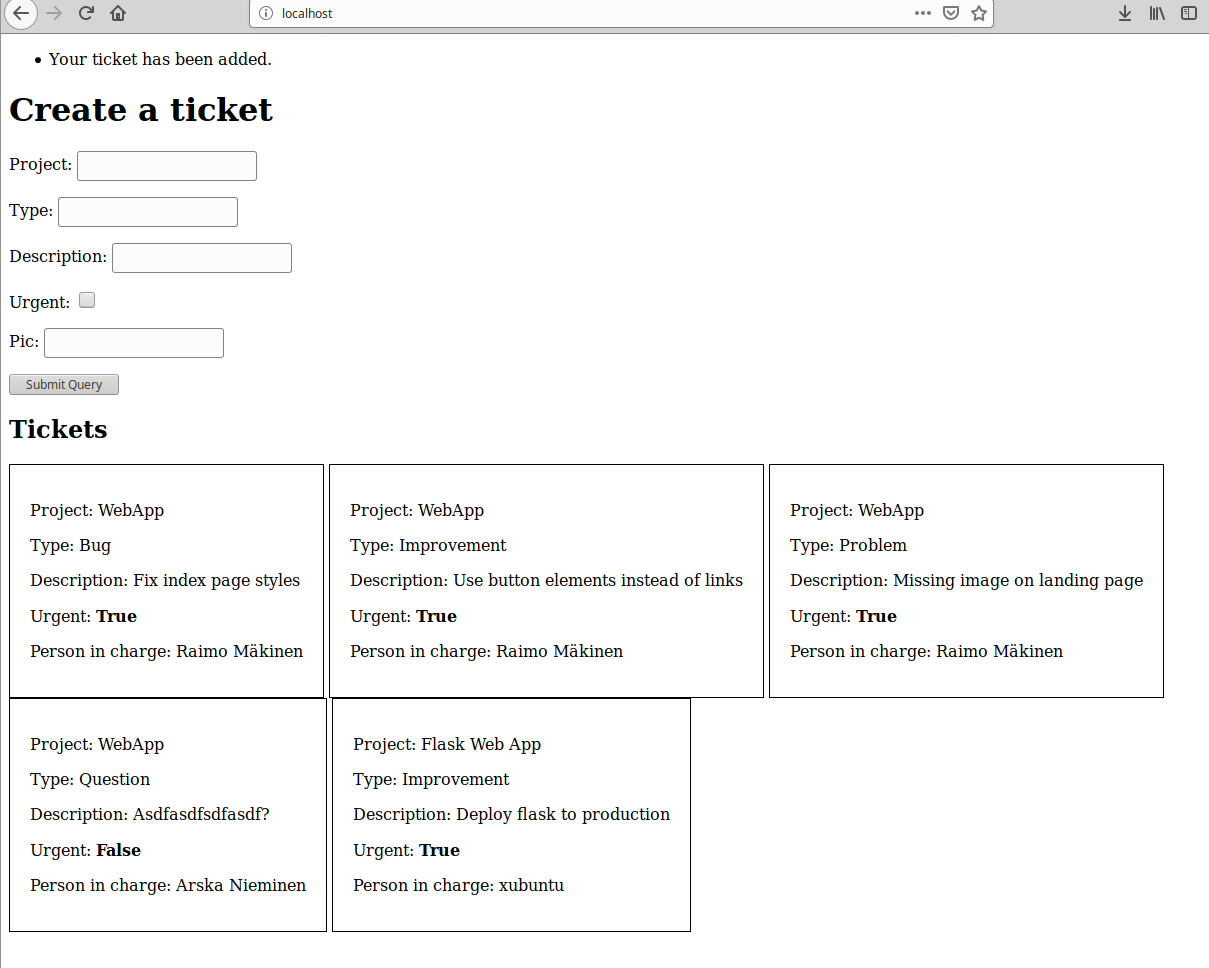 localhost
Your ticket has been added.
Create a ticket
Project:
Type:
Description:
Urgent:
Pic:
Submit Query
Tickets
Project: WebApp
Type: Bug
Description: Fix index page styles
Urgent: True
Person in charge: Raimo Mäkinen
Project: WebApp
Type: Improvement
Description: Use button elements instead of links
Urgent: True
Person in charge: Raimo Mäkinen
Project: WebApp
Type: Problem
Description: Missing image on landing page
Urgent: True
Person in charge: Raimo Mäkinen
Project: WebApp
Type: Question
Description: Asdfasdfsdfasdf?
Urgent: False
Person in charge: Arska Nieminen
Project: Flask Web App
Type: Improvement
Description: Deploy flask to production
Urgent: True
Person in charge: xubuntu